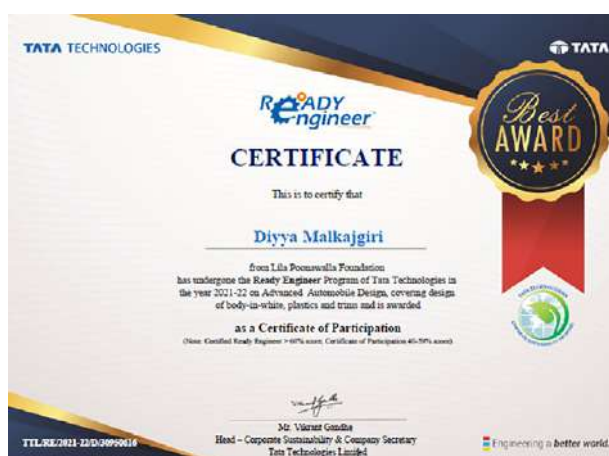 TATA TECHNOLOGIES
TATA
ReADY
engineer
Best
AWARD
CERTIFICATE
This is to certify that
Diyya Malkajgiri
from Lila Poonawalla Foundation
has undergone the Ready Engineer Program of Tata Technologies in
the year 2021-22 on Advanced Automobile Design, covering design
of body-in-white, plastics and trims and is awarded
as a Certificate of Participation
(Note: Certified Ready Engineer > 60% score, Certificate of Participation 40-59% score)
Mr. Vikrant Gandhe
Head – Corporate Sustainability & Company Secretary
Tata Technologies Limited
TTL/RE/2021-22/D/30950616
Engineering a better world.